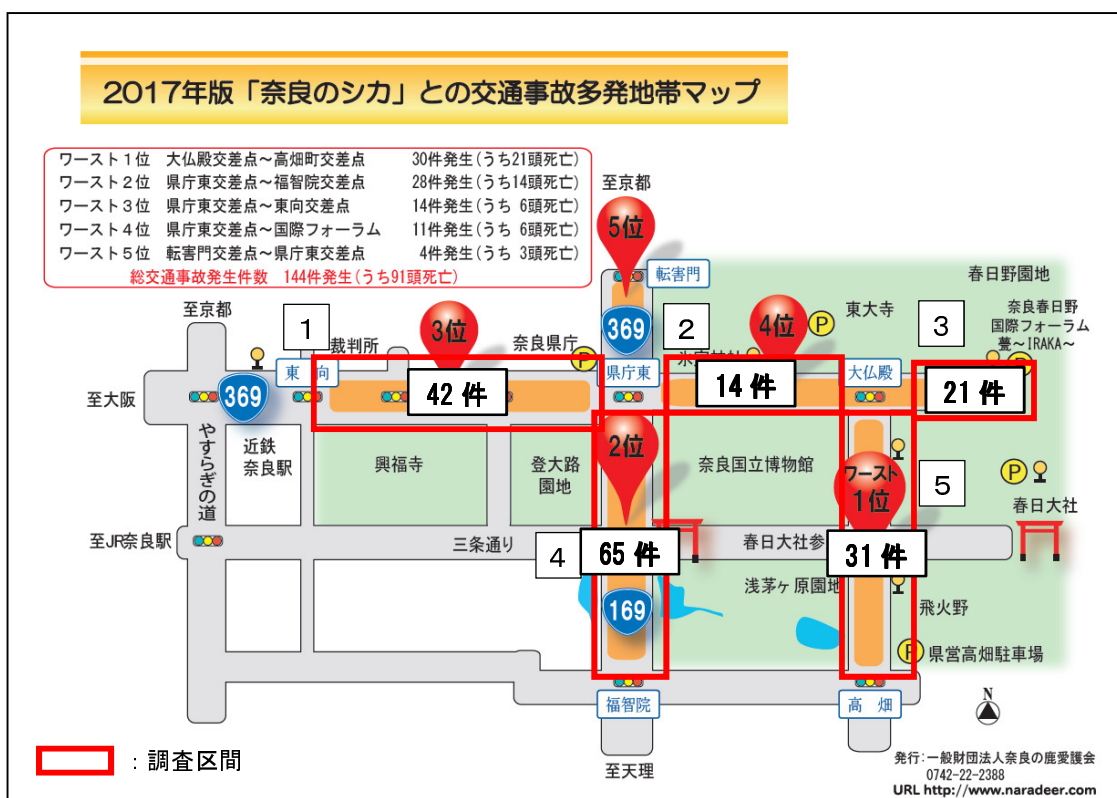 2017年版「奈良のシカ」との交通事故多発地帯マップ
ワースト1位 大仏殿交差点～高畑町交差点 30件発生(うち21頭死亡)
ワースト2位 県庁東交差点～福智院交差点 28件発生(うち14頭死亡)
ワースト3位 県庁東交差点～東向交差点 14件発生(うち 6頭死亡)
ワースト4位 県庁東交差点～国際フォーラム 11件発生(うち 6頭死亡)
ワースト5位 転害門交差点～県庁東交差点 4件発生(うち 3頭死亡)
総交通事故発生件数 144件発生(うち91頭死亡)
至京都
5位
転害門
春日野園地
至京都
1
裁判所
3位
奈良県庁
P
369
2
4位
P
東大寺
3
奈良春日野
国際フォーラム
甍～IRAKA～
P
東 向
県庁東
大仏殿
至大阪
369
42 件
14 件
21 件
やすらぎの道
近鉄
奈良駅
興福寺
登大路
園地
2位
奈良国立博物館
ワースト
1位
5
P
春日大社
至JR奈良駅
三条通り
4
65 件
春日大社参
31 件
169
浅茅ヶ原園地
飛火野
P
県営高畑駐車場
福智院
高 畑
N
：調査区間
至天理
発行：一般財団法人奈良の鹿愛護会
0742-22-2388
URL http://www.naradeer.com